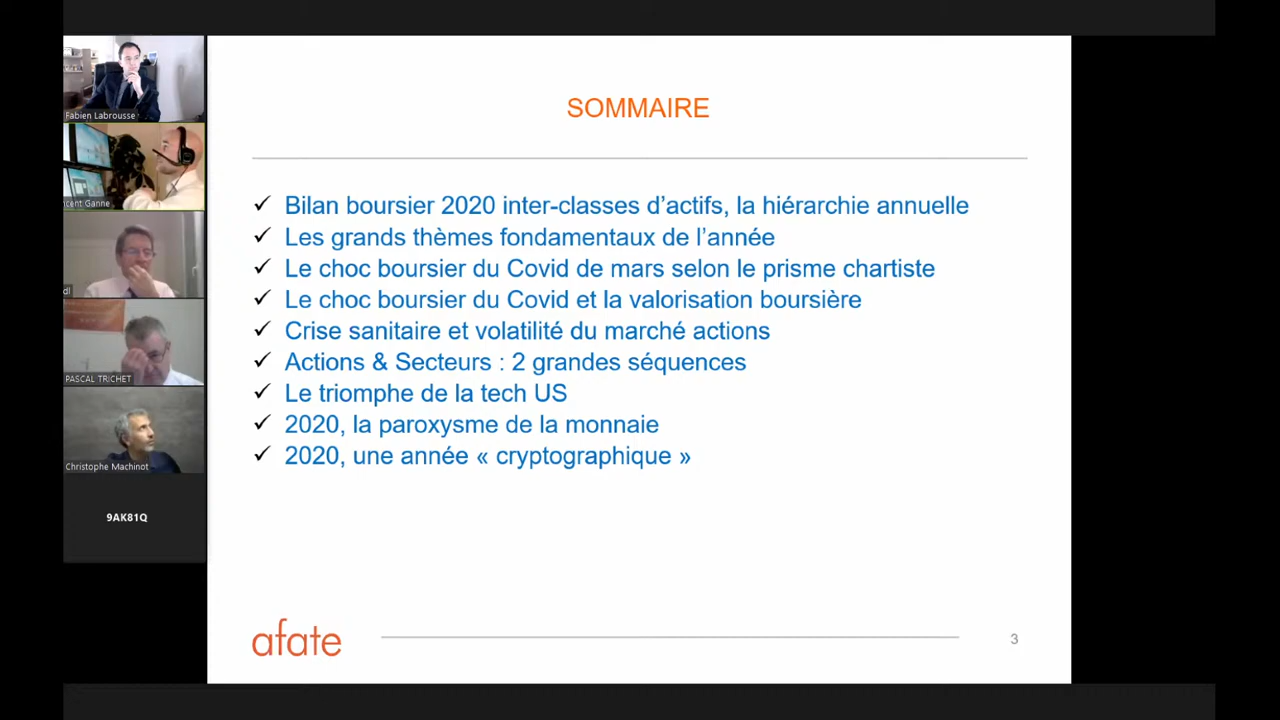 Fabien Labrousse
ncent Ganne
dl
PASCAL TRICHET
Christophe Machinot
9AK81Q
SOMMAIRE
✓ Bilan boursier 2020 inter-classes d’actifs, la hiérarchie annuelle
✓ Les grands thèmes fondamentaux de l’année
✓ Le choc boursier du Covid de mars selon le prisme chartiste
✓ Le choc boursier du Covid et la valorisation boursière
✓ Crise sanitaire et volatilité du marché actions
✓ Actions & Secteurs : 2 grandes séquences
✓ Le triomphe de la tech US
✓ 2020, la paroxysme de la monnaie
✓ 2020, une année « cryptographique »
afate
3